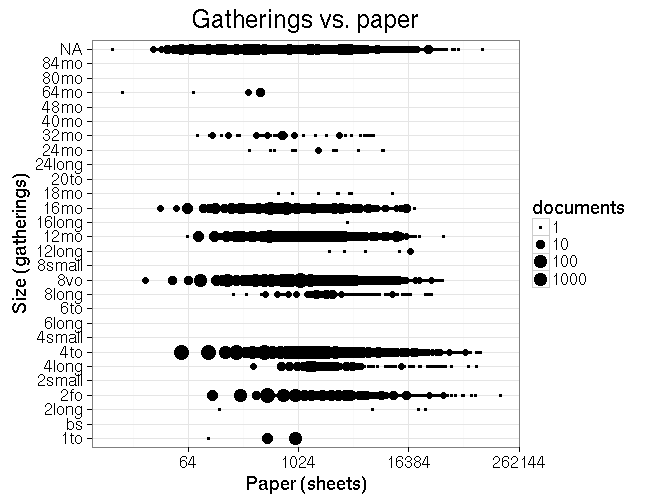 Gatherings vs. paper
NA
84mo
80mo
64mo
48mo
40mo
32mo
24mo
24long
20to
18mo
16mo
16long
12mo
12long
8small
8vo
8long
6to
6long
4small
4to
4long
2small
2fo
2long
bs
1to
Size (gatherings)
64
1024
16384
262144
Paper (sheets)
documents
1
10
100
1000